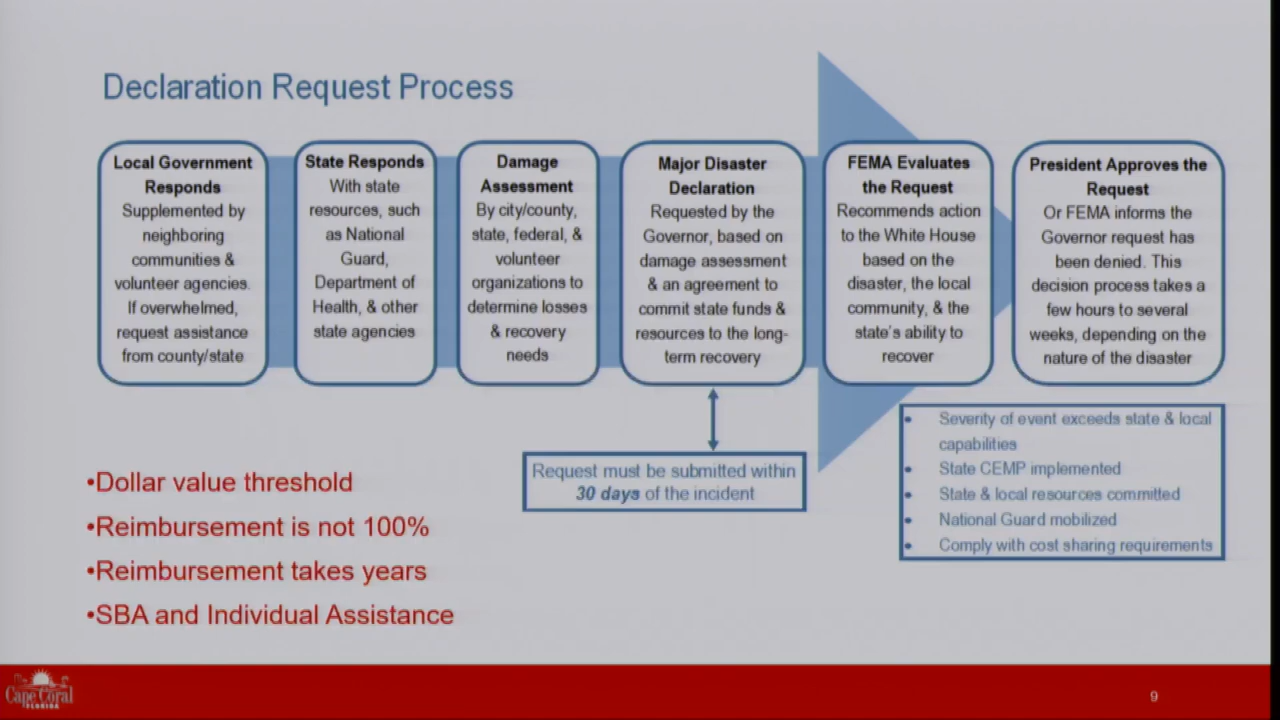 Declaration Request Process
Local Government
Responds
Supplemented by
neighboring
communities &
volunteer agencies.
If overwhelmed,
request assistance
from county/state
State Responds
With state
resources, such
as National
Guard,
Department of
Health, & other
state agencies
Damage
Assessment
By city/county,
state, federal, &
volunteer
organizations to
determine losses
& recovery
needs
Major Disaster
Declaration
Requested by the
Governor, based on
damage assessment
& an agreement to
commit state funds &
resources to the long-
term recovery
FEMA Evaluates
the Request
Recommends action
to the White House
based on the
disaster, the local
community, & the
state's ability to
recover
President Approves the
Request
Or FEMA informs the
Governor request has
been denied. This
decision process takes a
few hours to several
weeks, depending on the
nature of the disaster
Request must be submitted within
30 days of the incident
• Severity of event exceeds state & local
capabilities
• State CEMP implemented
• State & local resources committed
• National Guard mobilized
• Comply with cost sharing requirements
•Dollar value threshold
•Reimbursement is not 100%
•Reimbursement takes years
•SBA and Individual Assistance
Cape Coral
FLORIDA
9